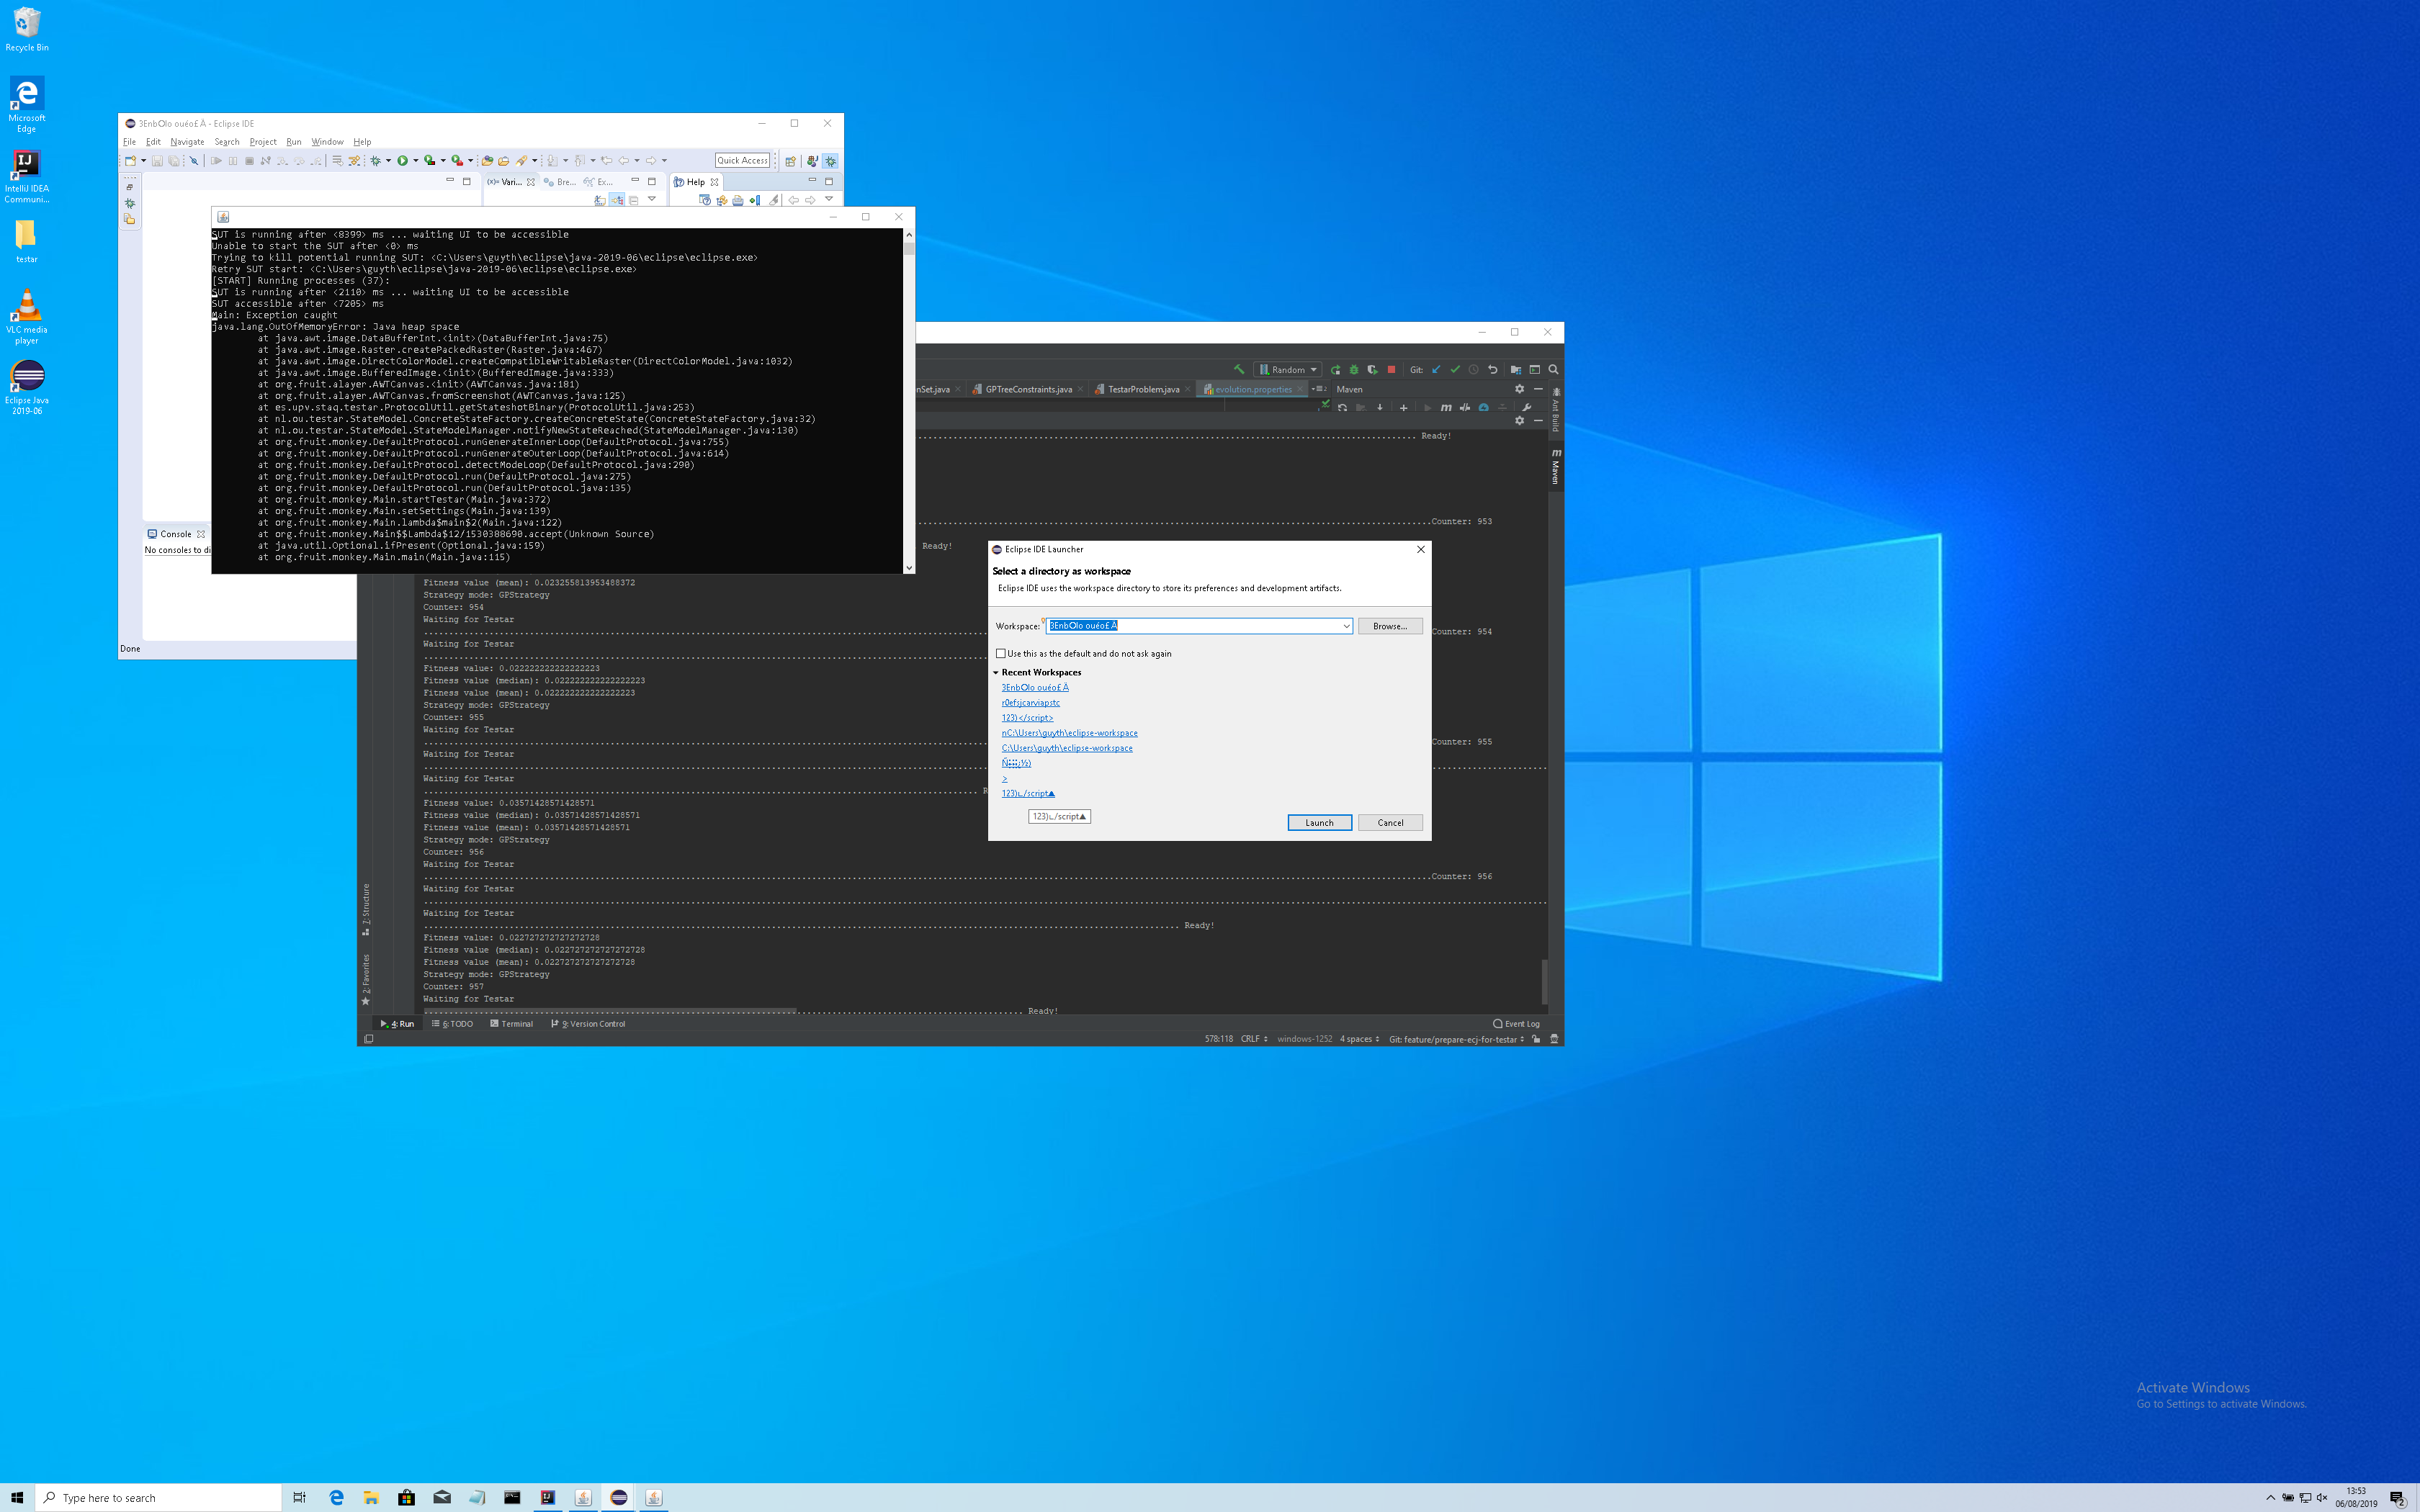 Recycle Bin
Microsoft
Edge
IntelliJ IDEA
Communi...
testar
VLC media
player
Eclipse Java
2019-06
3EnbOlo ouéo£ Ä - Eclipse IDE
File Edit Navigate Search Project Run Window Help
Quick Access
Vari... Bre... Ex... Help
Console
No consoles to di
Done
SUT is running after <8399> ms ... waiting UI to be accessible
Unable to start the SUT after <0> ms
Trying to kill potential running SUT: <C:\Users\guyth\eclipse\java-2019-06\eclipse\eclipse.exe>
Retry SUT start: <C:\Users\guyth\eclipse\java-2019-06\eclipse\eclipse.exe>
[START] Running processes (37):
SUT is running after <2110> ms ... waiting UI to be accessible
SUT accessible after <7205> ms
Main: Exception caught
java.lang.OutOfMemoryError: Java heap space
at java.awt.image.DataBufferInt.<init>(DataBufferInt.java:75)
at java.awt.image.Raster.createPackedRaster(Raster.java:467)
at java.awt.image.DirectColorModel.createCompatibleWritableRaster(DirectColorModel.java:1032)
at java.awt.image.BufferedImage.<init>(BufferedImage.java:333)
at org.fruit.alayer.AWTCanvas.<init>(AWTCanvas.java:181)
at org.fruit.alayer.AWTCanvas.fromScreenshot(AWTCanvas.java:125)
at es.upv.staq.testar.ProtocolUtil.getStateshotBinary(ProtocolUtil.java:253)
at nl.ou.testar.StateModel.ConcreteStateFactory.createConcreteState(ConcreteStateFactory.java:32)
at nl.ou.testar.StateModel.StateModelManager.notifyNewStateReached(StateModelManager.java:130)
at org.fruit.monkey.DefaultProtocol.runGenerateInnerLoop(DefaultProtocol.java:755)
at org.fruit.monkey.DefaultProtocol.runGenerateOuterLoop(DefaultProtocol.java:614)
at org.fruit.monkey.DefaultProtocol.detectModeLoop(DefaultProtocol.java:290)
at org.fruit.monkey.DefaultProtocol.run(DefaultProtocol.java:275)
at org.fruit.monkey.DefaultProtocol.run(DefaultProtocol.java:135)
at org.fruit.monkey.Main.startTestar(Main.java:372)
at org.fruit.monkey.Main.setSettings(Main.java:139)
at org.fruit.monkey.Main.lambda$main$2(Main.java:122)
at org.fruit.monkey.Main$$Lambda$12/1530388690.accept(Unknown Source)
at java.util.Optional.ifPresent(Optional.java:159)
at org.fruit.monkey.Main.main(Main.java:115)
Random Git:
nSet.java GPTreeConstraints.java TestarProblem.java evolution.properties Maven
Ant Build
Maven
Ready!
Counter: 953
Ready!
Fitness value (mean): 0.023255813953488372
Strategy mode: GPStrategy
Counter: 954
Waiting for Testar
Counter: 954
Waiting for Testar
Fitness value: 0.022222222222222223
Fitness value (median): 0.022222222222222223
Fitness value (mean): 0.022222222222222223
Strategy mode: GPStrategy
Counter: 955
Waiting for Testar
Counter: 955
Waiting for Testar
Waiting for Testar
Fitness value: 0.03571428571428571
Fitness value (median): 0.03571428571428571
Fitness value (mean): 0.03571428571428571
Strategy mode: GPStrategy
Counter: 956
Waiting for Testar
Counter: 956
Waiting for Testar
Waiting for Testar
Ready!
Fitness value: 0.022727272727272728
Fitness value (median): 0.022727272727272728
Fitness value (mean): 0.022727272727272728
Strategy mode: GPStrategy
Counter: 957
Waiting for Testar
Ready!
7: Structure
2: Favorites
4: Run 6: TODO Terminal 9: Version Control Event Log
578:118 CRLF windows-1252 4 spaces Git: feature/prepare-ecj-for-testar
Eclipse IDE Launcher
Select a directory as workspace
Eclipse IDE uses the workspace directory to store its preferences and development artifacts.
Workspace: 3EnbOlo ouéo£ Ä Browse...
Use this as the default and do not ask again
Recent Workspaces
3EnbOlo ouéo£ Ä
123)</script>
nC:\Users\guyth\eclipse-workspace
C:\Users\guyth\eclipse-workspace
>
123)∟/script▲
123)∟/script▲
Launch Cancel
Activate Windows
Go to Settings to activate Windows.
Type here to search
13:53
06/08/2019
2